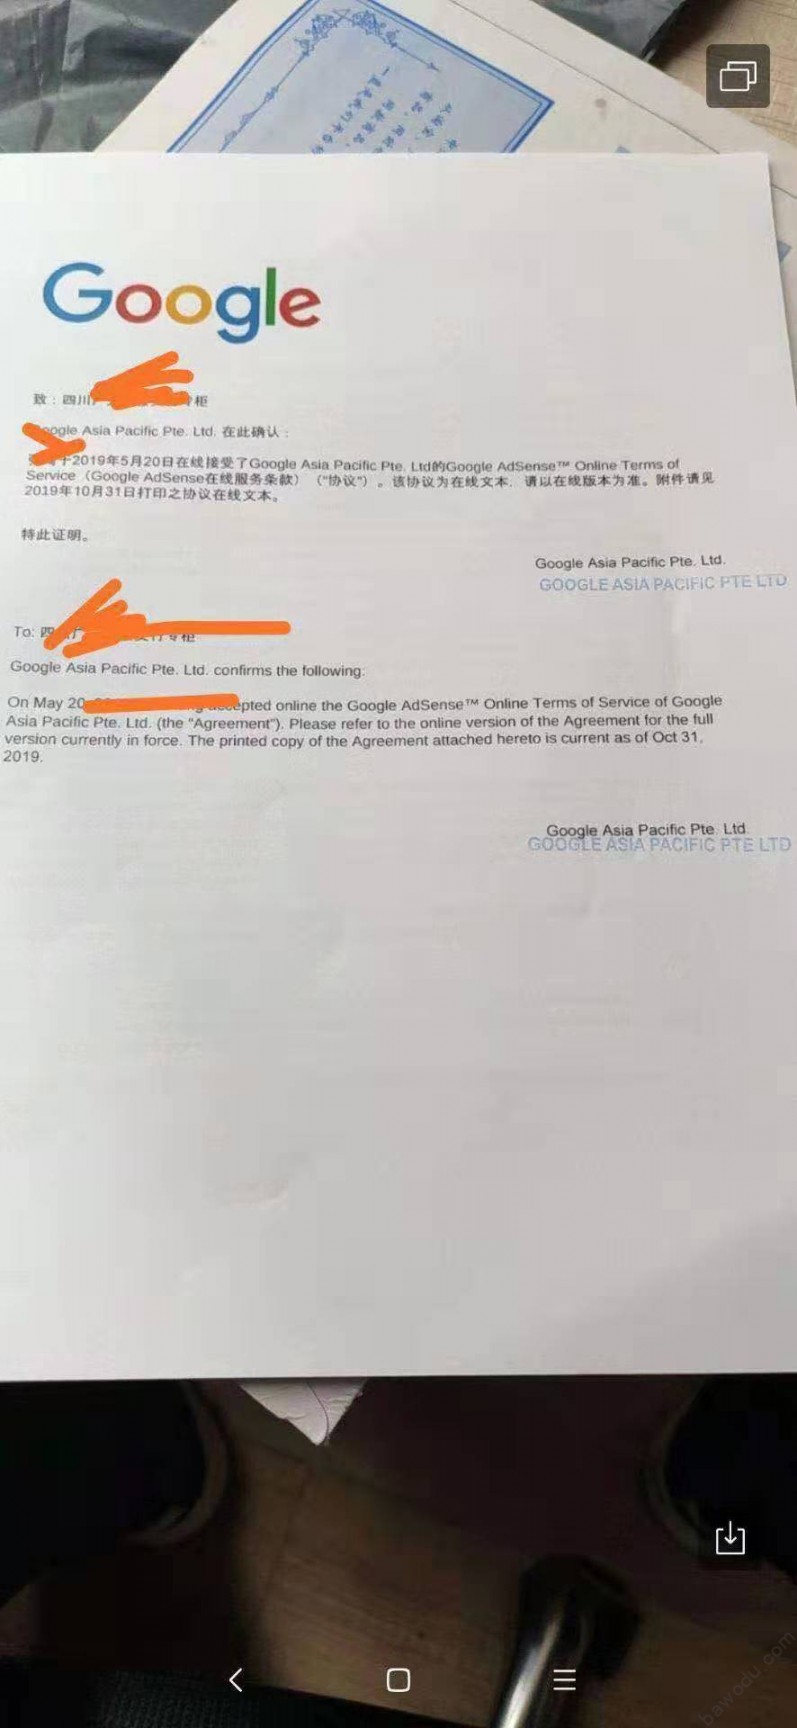 Google
致：四川
柜
Google Asia Pacific Pte. Ltd. 在此确认：
于2019年5月20日在线接受了Google Asia Pacific Pte. Ltd的Google AdSense™ Online Terms of
Service（Google AdSense在线服务条款）（“协议”）。该协议为在线文本，请以在线版本为准。附件请见
2019年10月31日打印之协议在线文本。
特此证明。
Google Asia Pacific Pte. Ltd.
GOOGLE ASIA PACIFIC PTE LTD
To: 四
Google Asia Pacific Pte. Ltd. confirms the following:
On May 20 accepted online the Google AdSense™ Online Terms of Service of Google
Asia Pacific Pte. Ltd. (the “Agreement”). Please refer to the online version of the Agreement for the full
version currently in force. The printed copy of the Agreement attached hereto is current as of Oct 31,
2019.
Google Asia Pacific Pte. Ltd.
GOOGLE ASIA PACIFIC PTE LTD
bawodu.com